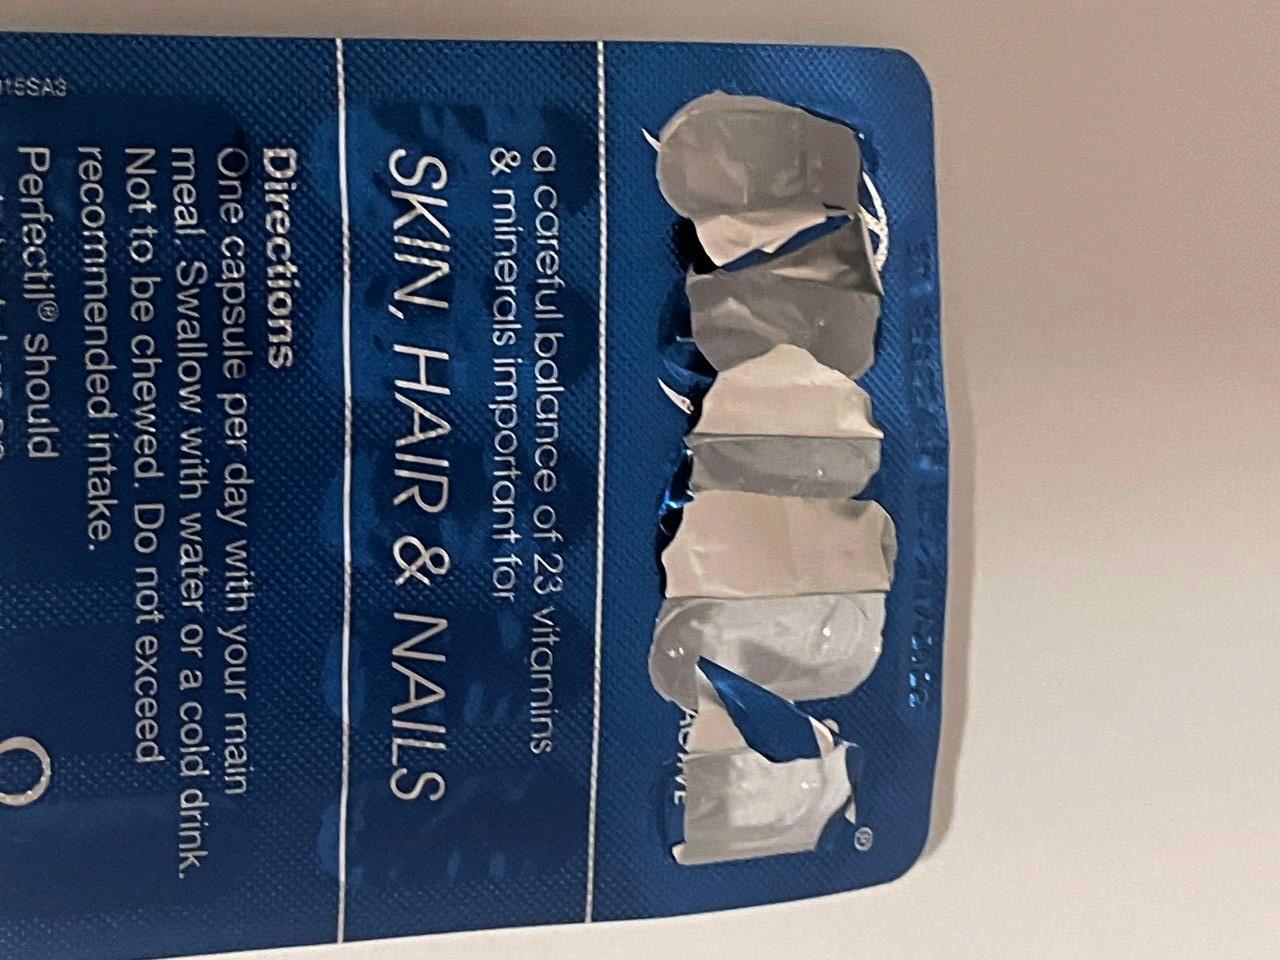 ACTIVE
®
a careful balance of 23 vitamins
& minerals important for
SKIN, HAIR & NAILS
Directions
One capsule per day with your main
meal. Swallow with water or a cold drink.
Not to be chewed. Do not exceed
recommended intake.
Perfectil® should